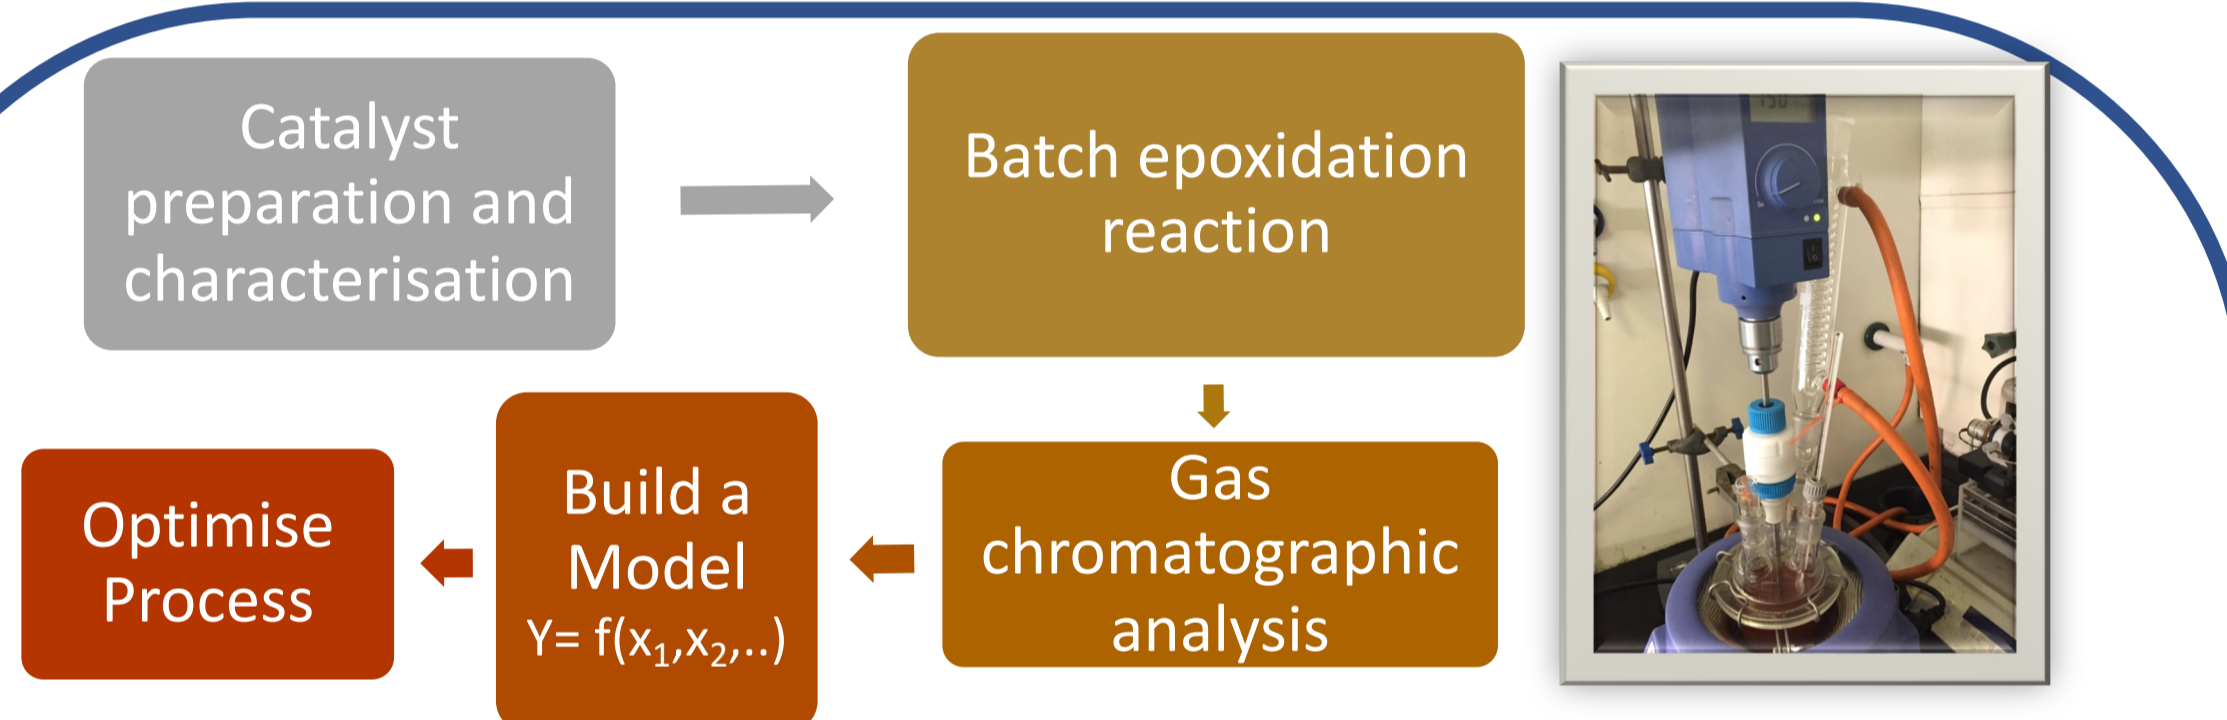 Catalyst
preparation and
characterisation
Batch epoxidation
reaction
Gas
chromatographic
analysis
Build a
Model
Y= f(x₁,x₂,..)
Optimise
Process